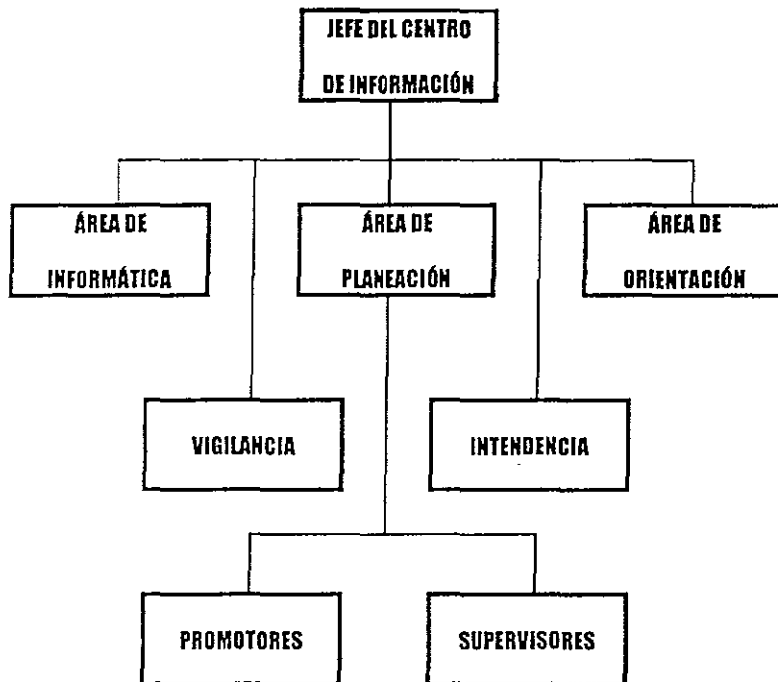 JEFE DEL CENTRO
DE INFORMACIÓN
ÁREA DE
INFORMÁTICA
ÁREA DE
PLANEACIÓN
ÁREA DE
ORIENTACIÓN
VIGILANCIA
INTENDENCIA
PROMOTORES
SUPERVISORES